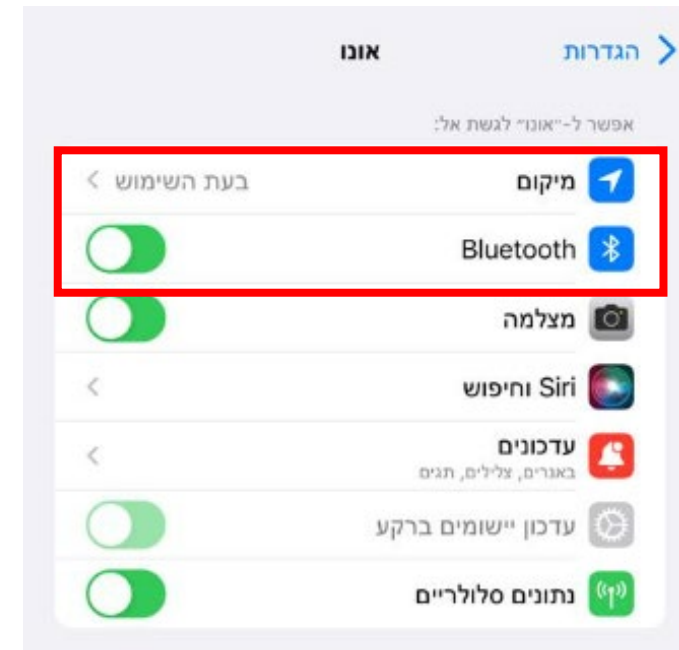 הגדרות
אונו
אפשר ל-״אונו״ לגשת אל:
מיקום
בעת השימוש
Bluetooth
מצלמה
Siri וחיפוש
עדכונים
באנרים, צלילים, תגים
עדכון יישומים ברקע
נתונים סלולריים